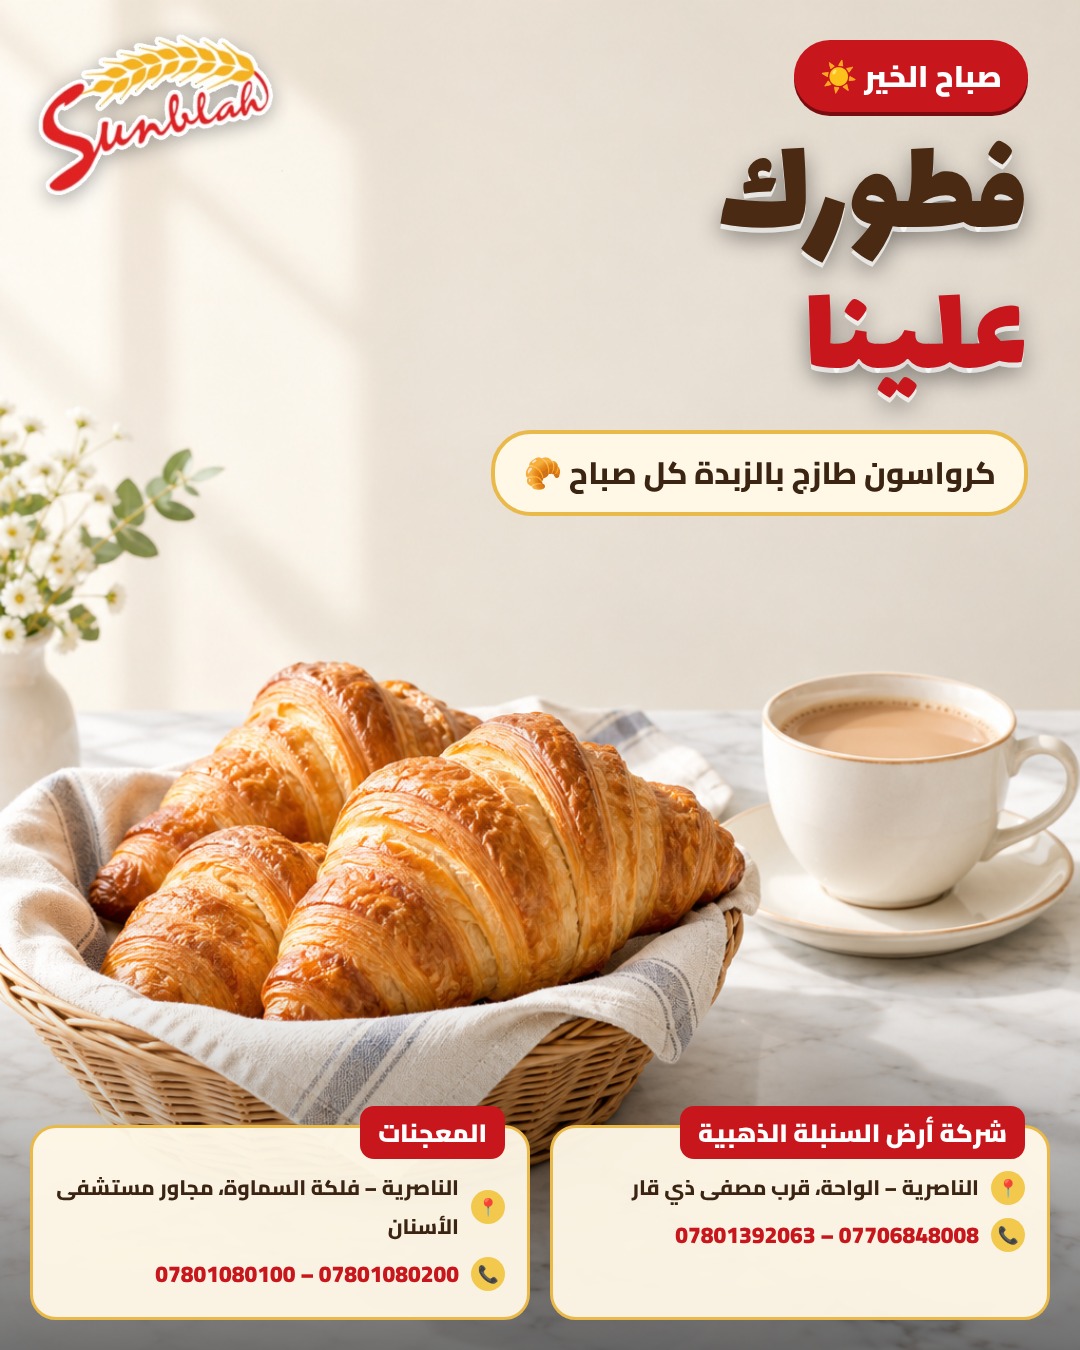 Sunblah
صباح الخير ☀️
فطورك
علينا
كرواسون طازج بالزبدة كل صباح 🥐
شركة أرض السنبلة الذهبية
📍 الناصرية – الواحة، قرب مصفى ذي قار
📞 07706848008 – 07801392063
المعجنات
📍 الناصرية – فلكة السماوة، مجاور مستشفى
الأسنان
📞 07801080200 – 07801080100